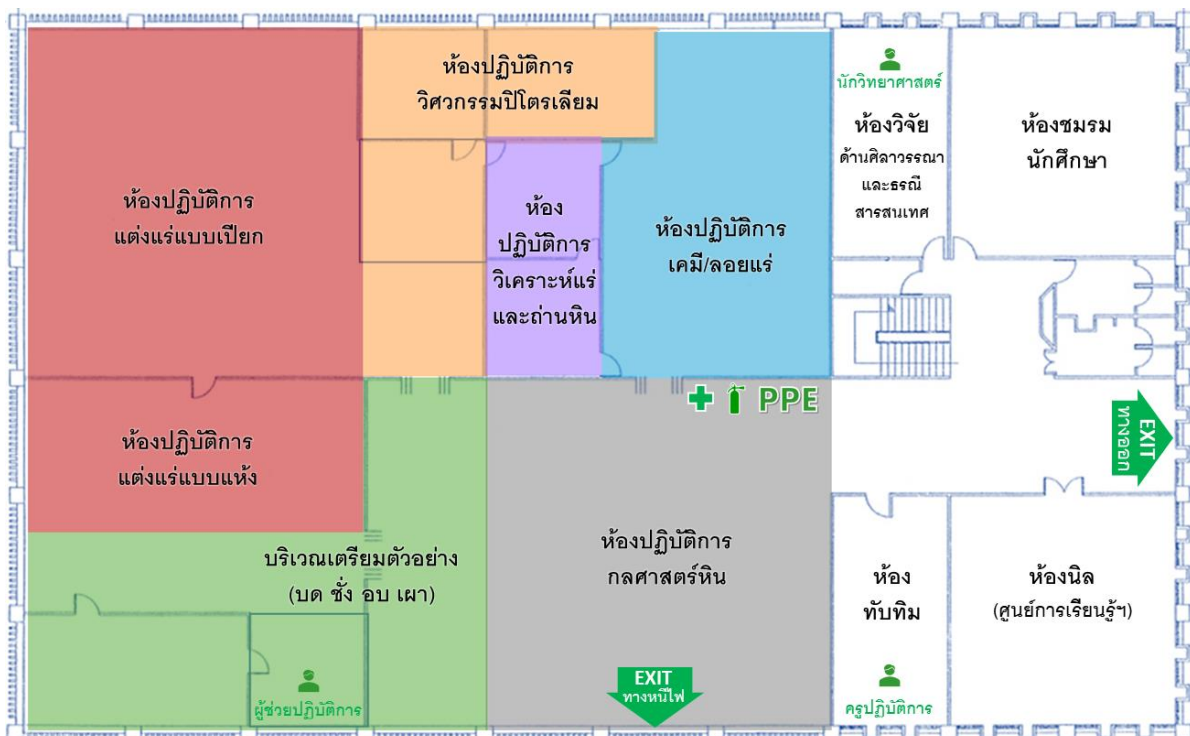 ห้องปฏิบัติการ
วิศวกรรมปิโตรเลียม
นักวิทยาศาสตร์
ห้องวิจัย
ด้านศิลาวรรณา
และธรณี
สารสนเทศ
ห้องชมรม
นักศึกษา
ห้องปฏิบัติการ
แต่งแร่แบบเปียก
ห้อง
ปฏิบัติการ
วิเคราะห์แร่
และถ่านหิน
ห้องปฏิบัติการ
เคมี/ลอยแร่
PPE
EXIT
ทางออก
ห้องปฏิบัติการ
แต่งแร่แบบแห้ง
บริเวณเตรียมตัวอย่าง
(บด ชั่ง อบ เผา)
ห้องปฏิบัติการ
กลศาสตร์หิน
ห้อง
ทับทิม
ห้องนิล
(ศูนย์การเรียนรู้ฯ)
ผู้ช่วยปฏิบัติการ
EXIT
ทางหนีไฟ
ครูปฏิบัติการ